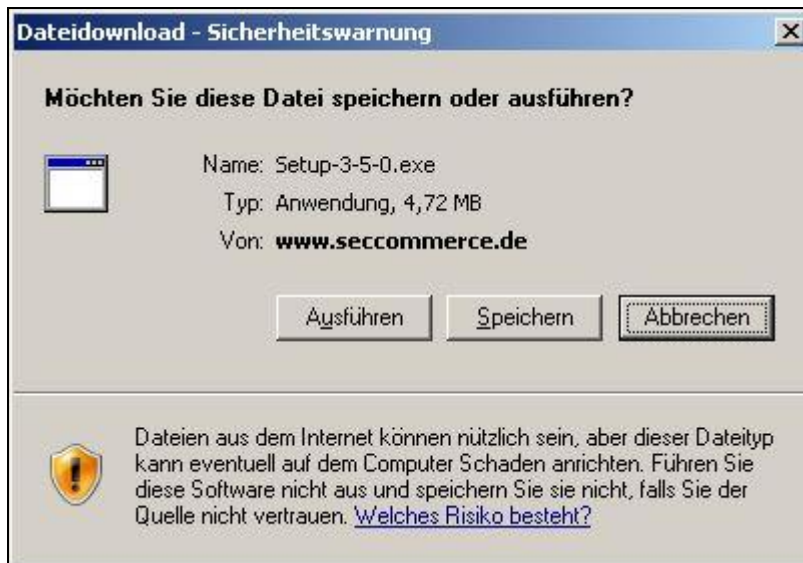 Dateidownload - Sicherheitswarnung
Möchten Sie diese Datei speichern oder ausführen?
Name: Setup-3-5-0.exe
Typ: Anwendung, 4,72 MB
Von: www.seccommerce.de
Ausführen Speichern Abbrechen
Dateien aus dem Internet können nützlich sein, aber dieser Dateityp
kann eventuell auf dem Computer Schaden anrichten. Führen Sie
diese Software nicht aus und speichern Sie sie nicht, falls Sie der
Quelle nicht vertrauen. Welches Risiko besteht?